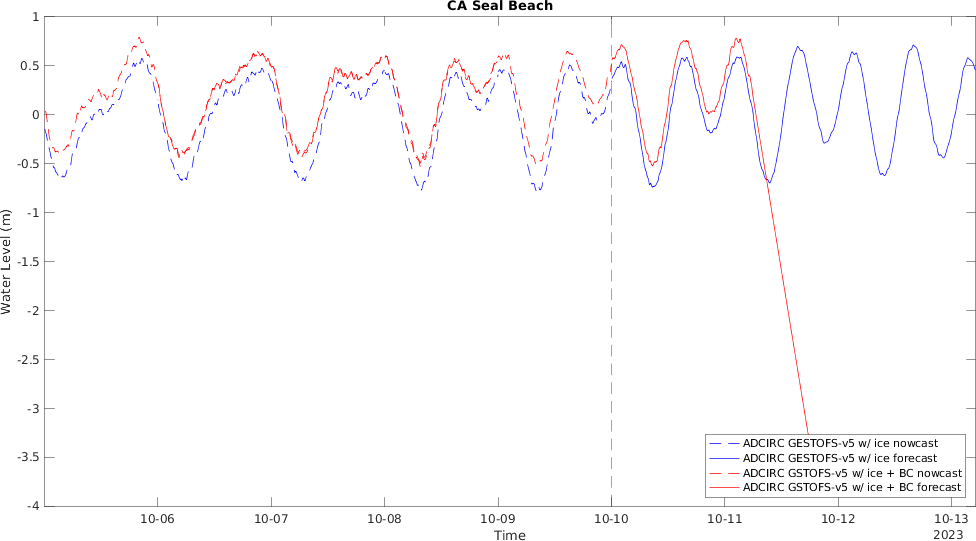 CA Seal Beach
1
0.5
0
-0.5
-1
-1.5
-2
-2.5
-3
-3.5
-4
Water Level (m)
ADCIRC GESTOFS-v5 w/ ice nowcast
ADCIRC GESTOFS-v5 w/ ice forecast
ADCIRC GSTOFS-v5 w/ ice + BC nowcast
ADCIRC GSTOFS-v5 w/ ice + BC forecast
10-06 10-07 10-08 10-09 10-10 10-11 10-12 10-13
Time
2023